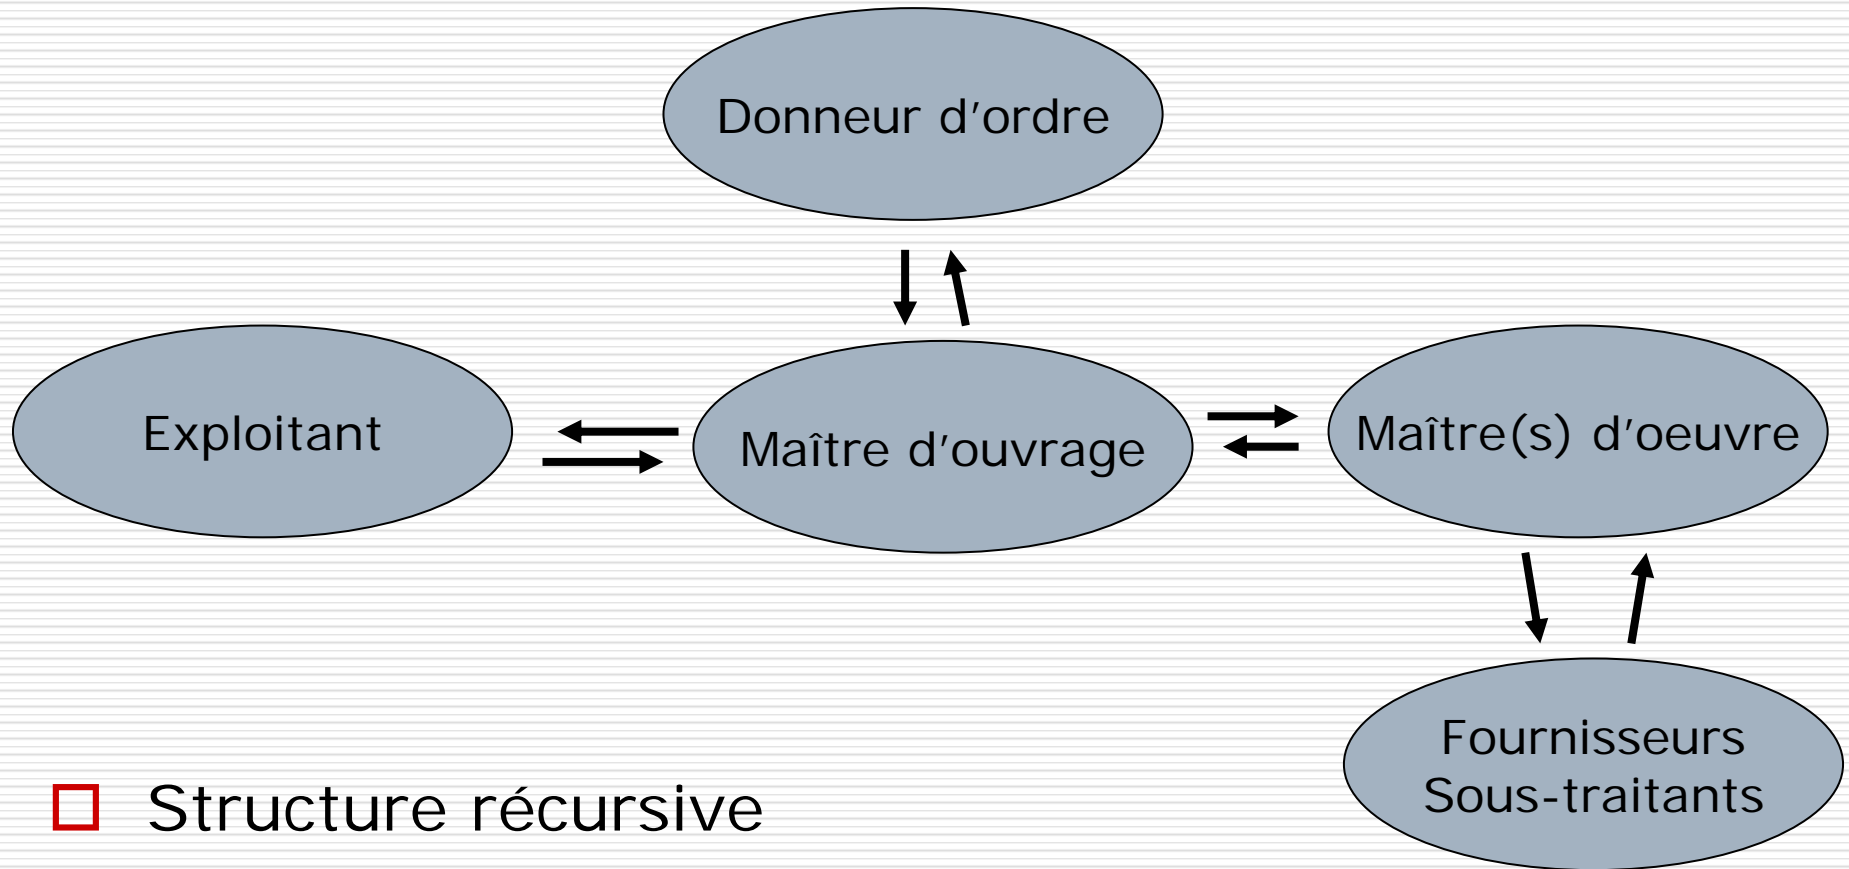 Donneur d'ordre
Exploitant
Maître d'ouvrage
Maître(s) d'oeuvre
Fournisseurs
Sous-traitants
Structure récursive